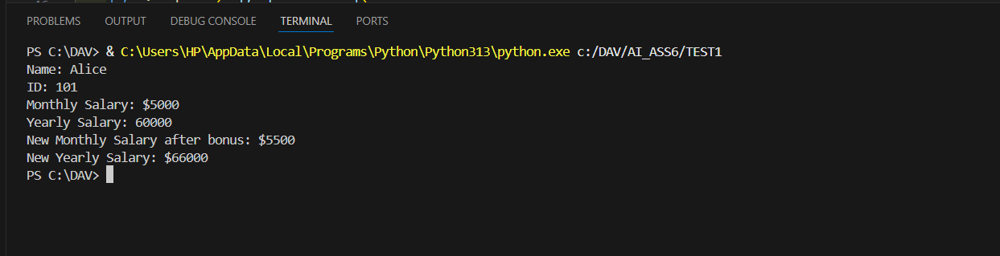 PROBLEMS OUTPUT DEBUG CONSOLE TERMINAL PORTS
PS C:\DAV> & C:\Users\HP\AppData\Local\Programs\Python\Python313\python.exe c:/DAV/AI_ASS6/TEST1
Name: Alice
ID: 101
Monthly Salary: $5000
Yearly Salary: 60000
New Monthly Salary after bonus: $5500
New Yearly Salary: $66000
PS C:\DAV>